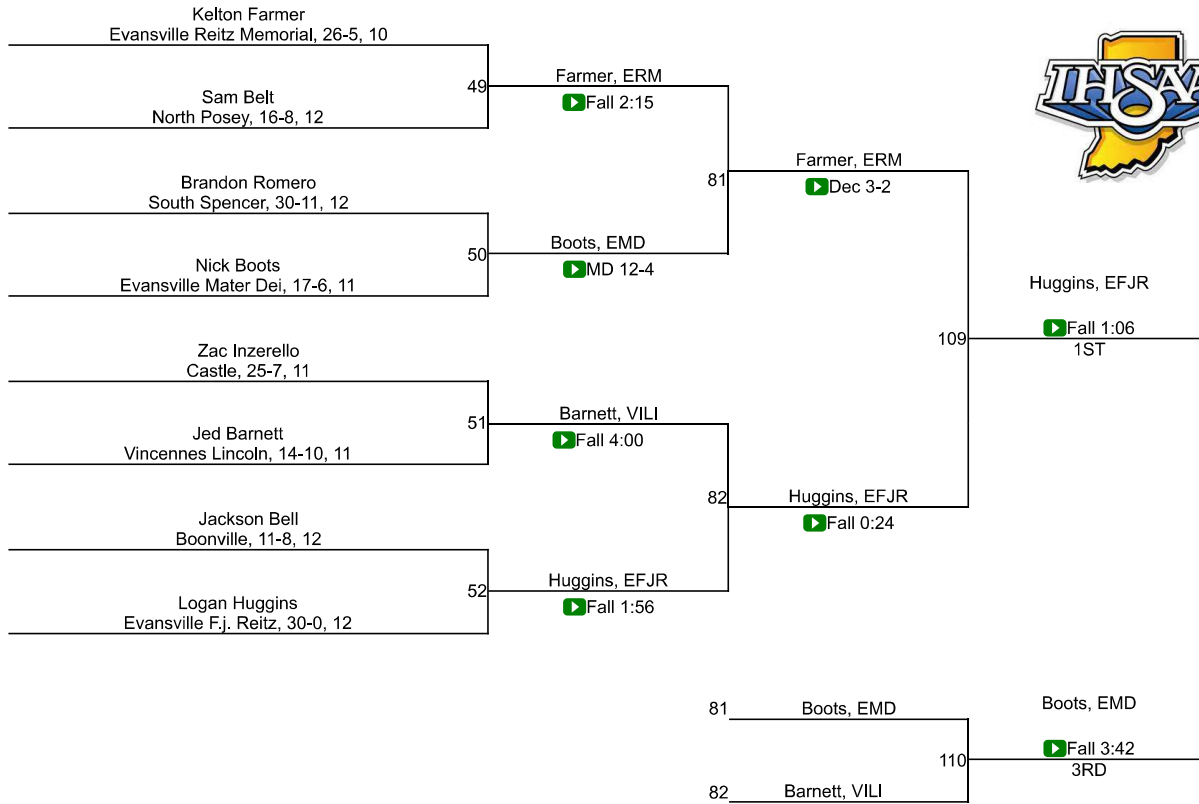 Kelton Farmer
Evansville Reitz Memorial, 26-5, 10
49
Sam Belt
North Posey, 16-8, 12
Farmer, ERM
Fall 2:15
Brandon Romero
South Spencer, 30-11, 12
50
Nick Boots
Evansville Mater Dei, 17-6, 11
Boots, EMD
MD 12-4
81
Farmer, ERM
Dec 3-2
Zac Inzerello
Castle, 25-7, 11
51
Jed Barnett
Vincennes Lincoln, 14-10, 11
Barnett, VILI
Fall 4:00
Jackson Bell
Boonville, 11-8, 12
52
Logan Huggins
Evansville F.j. Reitz, 30-0, 12
Huggins, EFJR
Fall 1:56
82
Huggins, EFJR
Fall 0:24
109
IHSAA
Huggins, EFJR
Fall 1:06
1ST
81
Boots, EMD
110
82
Barnett, VILI
Boots, EMD
Fall 3:42
3RD